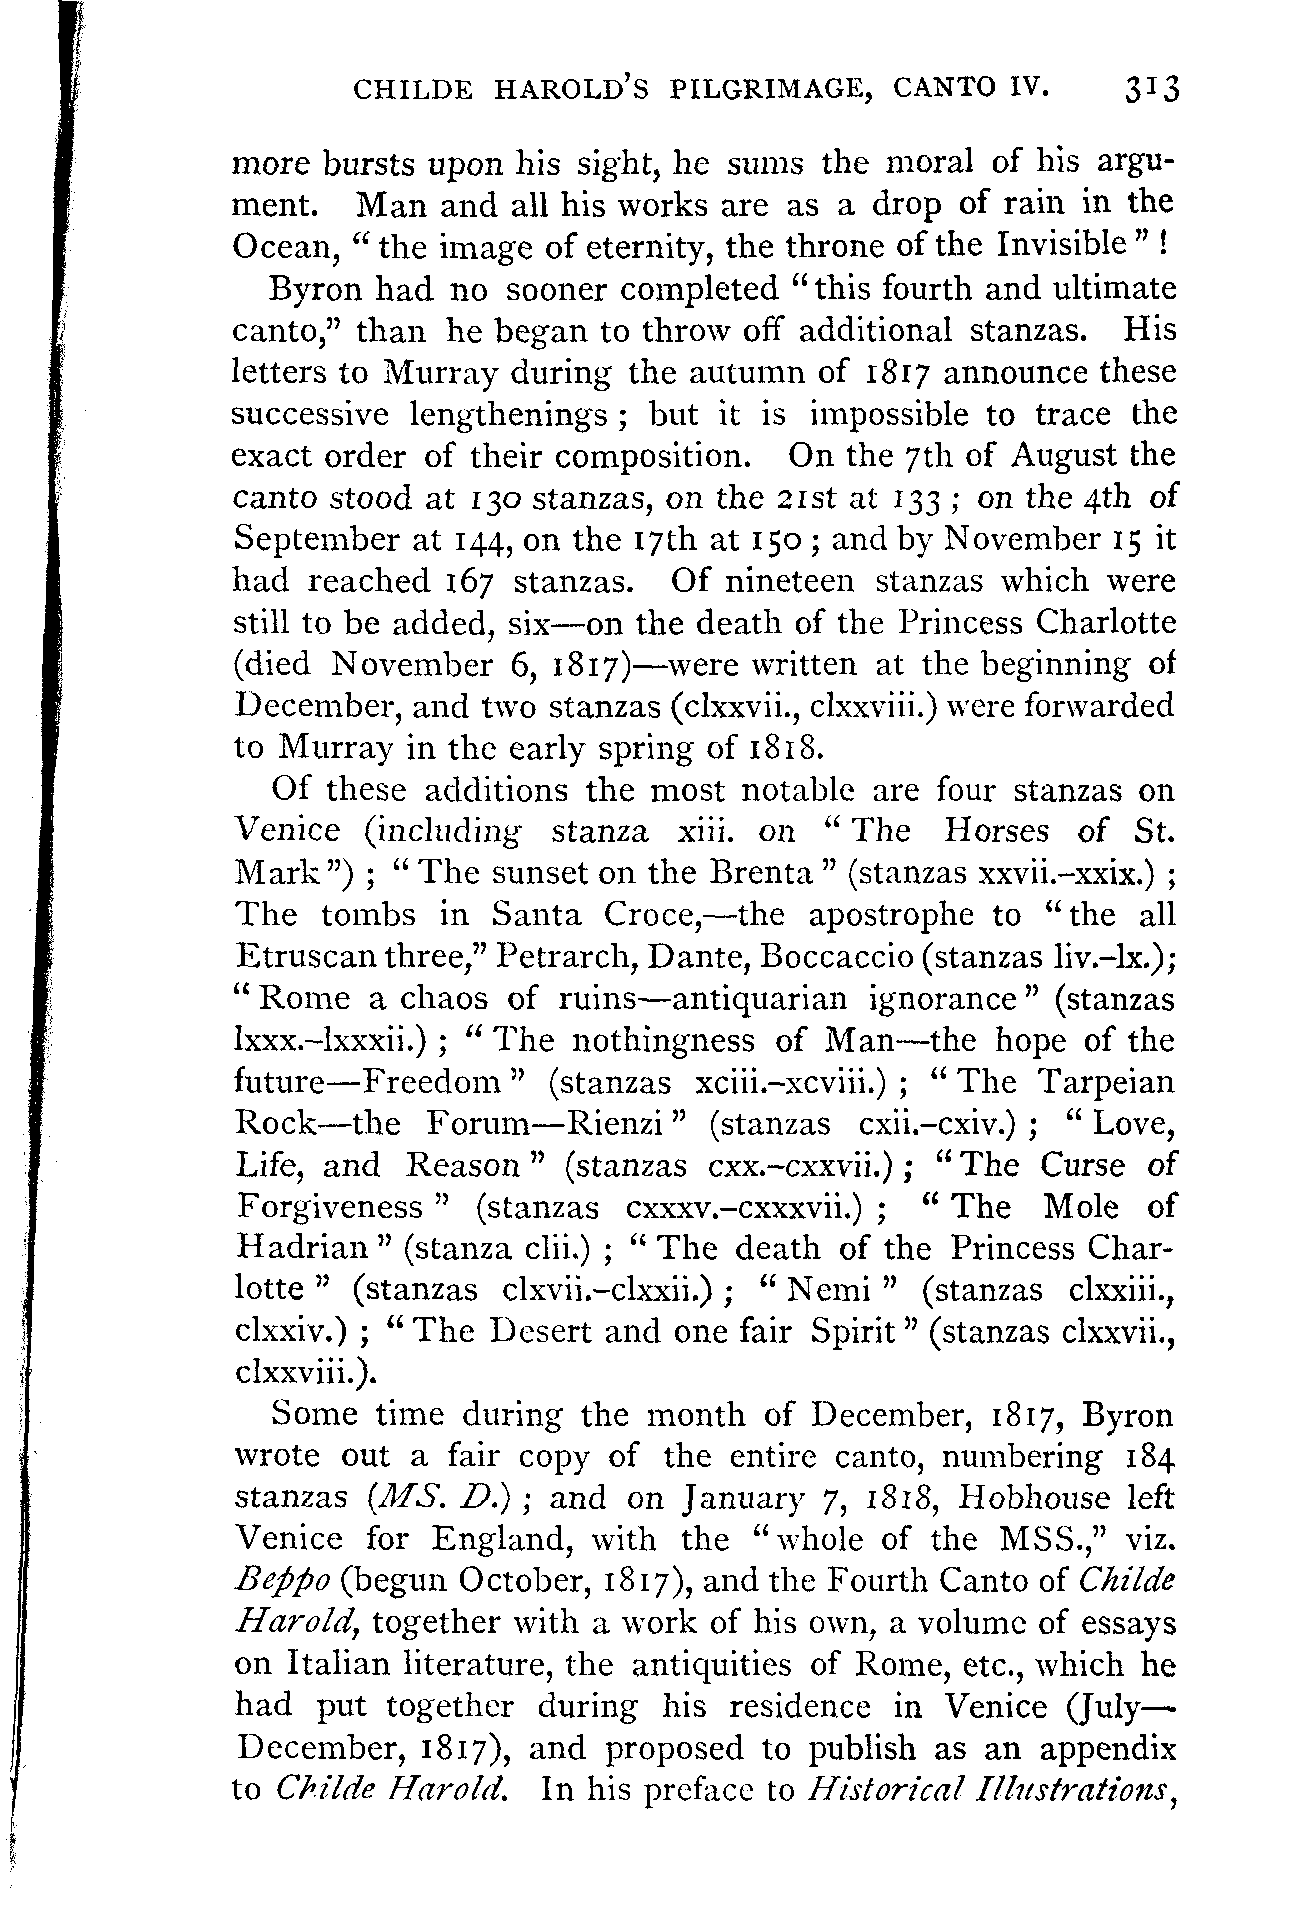 CHILDE HAROLD'S PILGRIMAGE, CANTO IV. 313
more bursts upon his sight, he sums the moral of his argu-
ment. Man and all his works are as a drop of rain in the
Ocean, "the image of eternity, the throne of the Invisible"!
Byron had no sooner completed "this fourth and ultimate
canto," than he began to throw off additional stanzas. His
letters to Murray during the autumn of 1817 announce these
successive lengthenings; but it is impossible to trace the
exact order of their composition. On the 7th of August the
canto stood at 130 stanzas, on the 21st at 133; on the 4th of
September at 144, on the 17th at 150; and by November 15 it
had reached 167 stanzas. Of nineteen stanzas which were
still to be added, six—on the death of the Princess Charlotte
(died November 6, 1817)—were written at the beginning of
December, and two stanzas (clxxvii., clxxviii.) were forwarded
to Murray in the early spring of 1818.
Of these additions the most notable are four stanzas on
Venice (including stanza xiii. on "The Horses of St.
Mark"); "The sunset on the Brenta" (stanzas xxvii.–xxix.);
The tombs in Santa Croce,—the apostrophe to "the all
Etruscan three," Petrarch, Dante, Boccaccio (stanzas liv.–lx.);
"Rome a chaos of ruins—antiquarian ignorance" (stanzas
lxxx.–lxxxii.); "The nothingness of Man—the hope of the
future—Freedom" (stanzas xciii.–xcviii.); "The Tarpeian
Rock—the Forum—Rienzi" (stanzas cxii.–cxiv.); "Love,
Life, and Reason" (stanzas cxx.–cxxvii.); "The Curse of
Forgiveness" (stanzas cxxxv.–cxxxvii.); "The Mole of
Hadrian" (stanza clii.); "The death of the Princess Char-
lotte" (stanzas clxvii.–clxxii.); "Nemi" (stanzas clxxiii.,
clxxiv.); "The Desert and one fair Spirit" (stanzas clxxvii.,
clxxviii.).
Some time during the month of December, 1817, Byron
wrote out a fair copy of the entire canto, numbering 184
stanzas (MS. D.); and on January 7, 1818, Hobhouse left
Venice for England, with the "whole of the MSS.," viz.
Beppo (begun October, 1817), and the Fourth Canto of Childe
Harold, together with a work of his own, a volume of essays
on Italian literature, the antiquities of Rome, etc., which he
had put together during his residence in Venice (July—
December, 1817), and proposed to publish as an appendix
to Childe Harold. In his preface to Historical Illustrations,